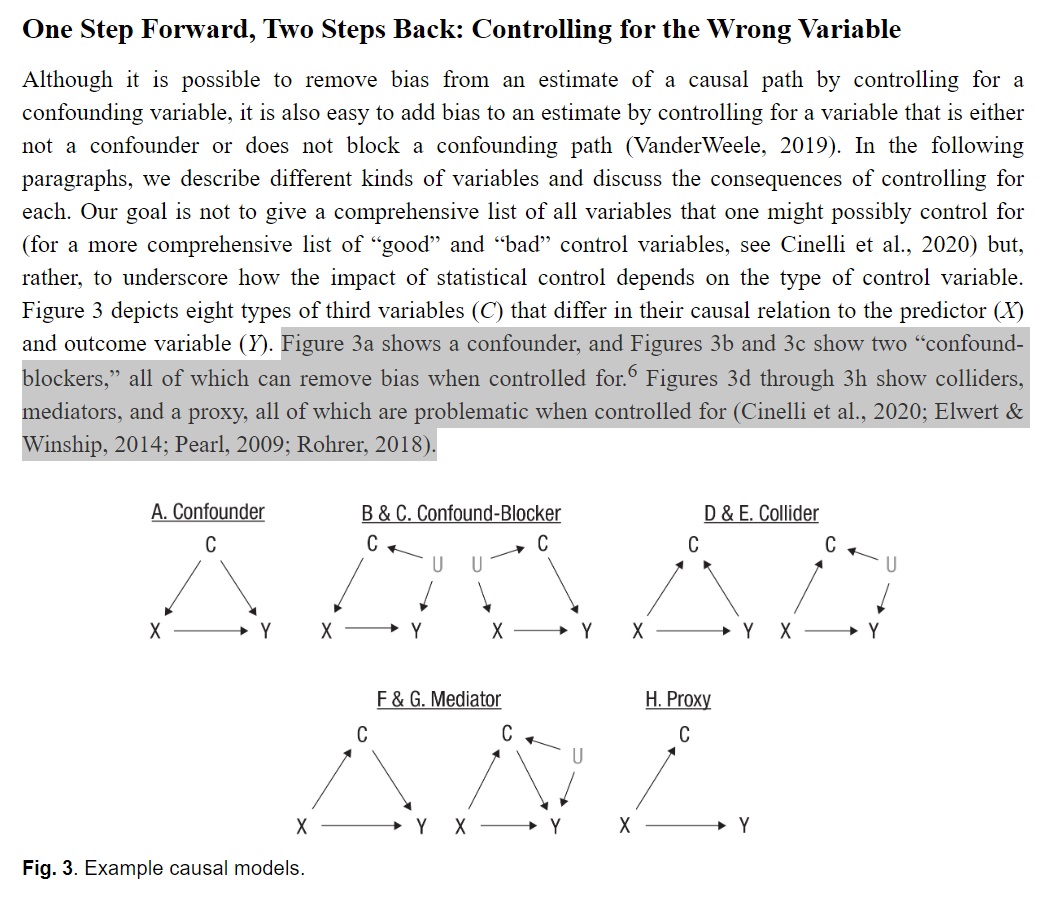 One Step Forward, Two Steps Back: Controlling for the Wrong Variable
Although it is possible to remove bias from an estimate of a causal path by controlling for a
confounding variable, it is also easy to add bias to an estimate by controlling for a variable that is either
not a confounder or does not block a confounding path (VanderWeele, 2019). In the following
paragraphs, we describe different kinds of variables and discuss the consequences of controlling for
each. Our goal is not to give a comprehensive list of all variables that one might possibly control for
(for a more comprehensive list of “good” and “bad” control variables, see Cinelli et al., 2020) but,
rather, to underscore how the impact of statistical control depends on the type of control variable.
Figure 3 depicts eight types of third variables (C) that differ in their causal relation to the predictor (X)
and outcome variable (Y). Figure 3a shows a confounder, and Figures 3b and 3c show two “confound-
blockers,” all of which can remove bias when controlled for.6 Figures 3d through 3h show colliders,
mediators, and a proxy, all of which are problematic when controlled for (Cinelli et al., 2020; Elwert &
Winship, 2014; Pearl, 2009; Rohrer, 2018).
A. Confounder
C
X Y
B & C. Confound-Blocker
C U U C
X Y X Y
D & E. Collider
C C U
X Y X Y
F & G. Mediator
C C U
X Y X Y
H. Proxy
C
X Y
Fig. 3. Example causal models.